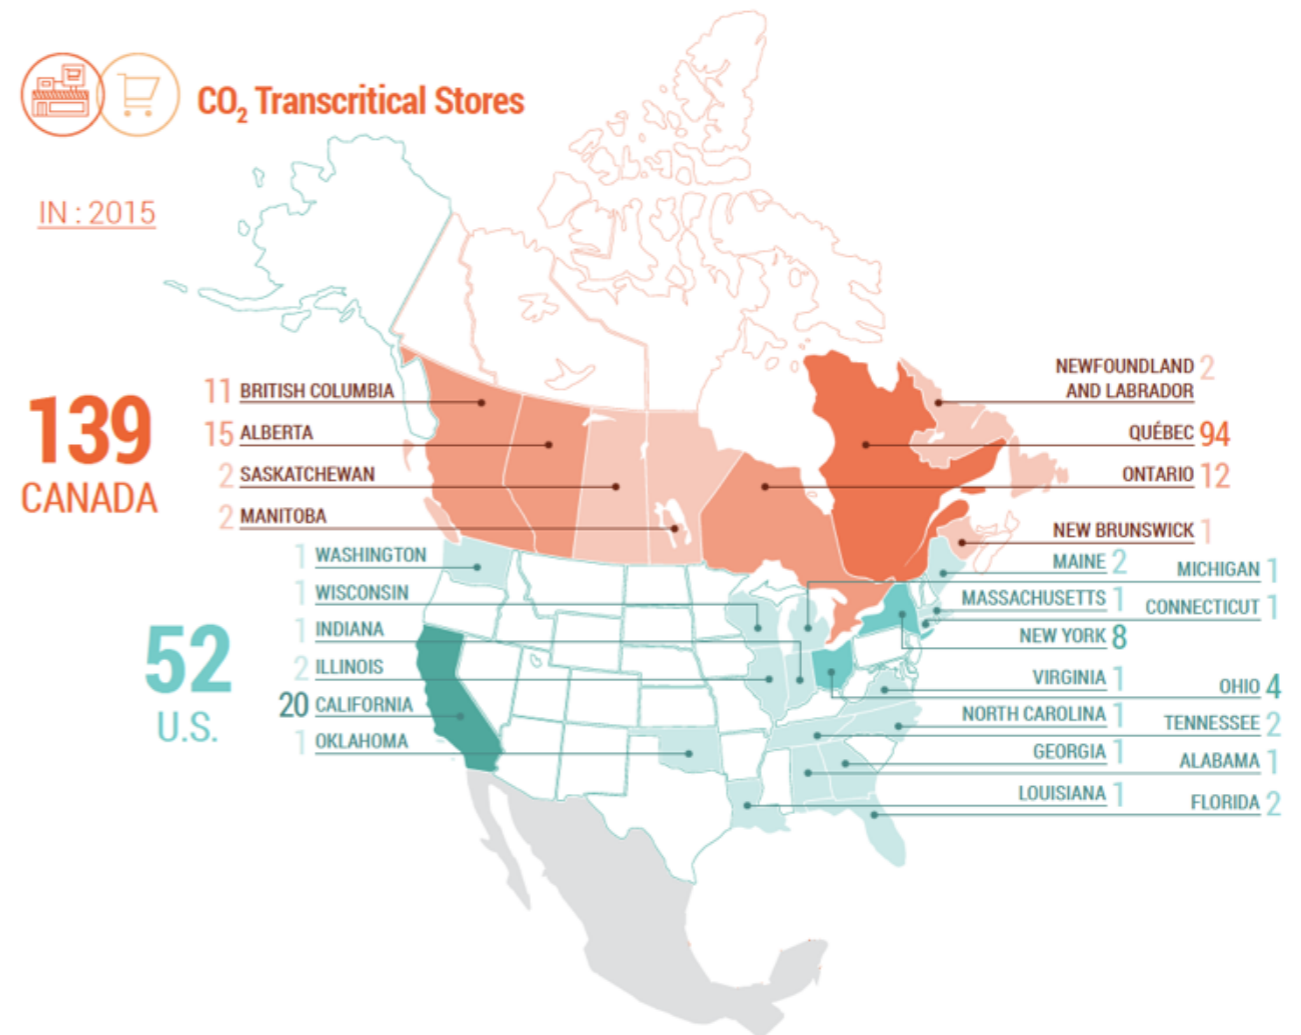 CO₂ Transcritical Stores
IN : 2015
139
CANADA
11 BRITISH COLUMBIA
15 ALBERTA
2 SASKATCHEWAN
2 MANITOBA
NEWFOUNDLAND 2
AND LABRADOR
QUÉBEC 94
ONTARIO 12
NEW BRUNSWICK 1
52
U.S.
1 WASHINGTON
1 WISCONSIN
1 INDIANA
2 ILLINOIS
20 CALIFORNIA
1 OKLAHOMA
MAINE 2
MICHIGAN 1
MASSACHUSETTS 1
CONNECTICUT 1
NEW YORK 8
VIRGINIA 1
OHIO 4
NORTH CAROLINA 1
TENNESSEE 2
GEORGIA 1
ALABAMA 1
LOUISIANA 1
FLORIDA 2